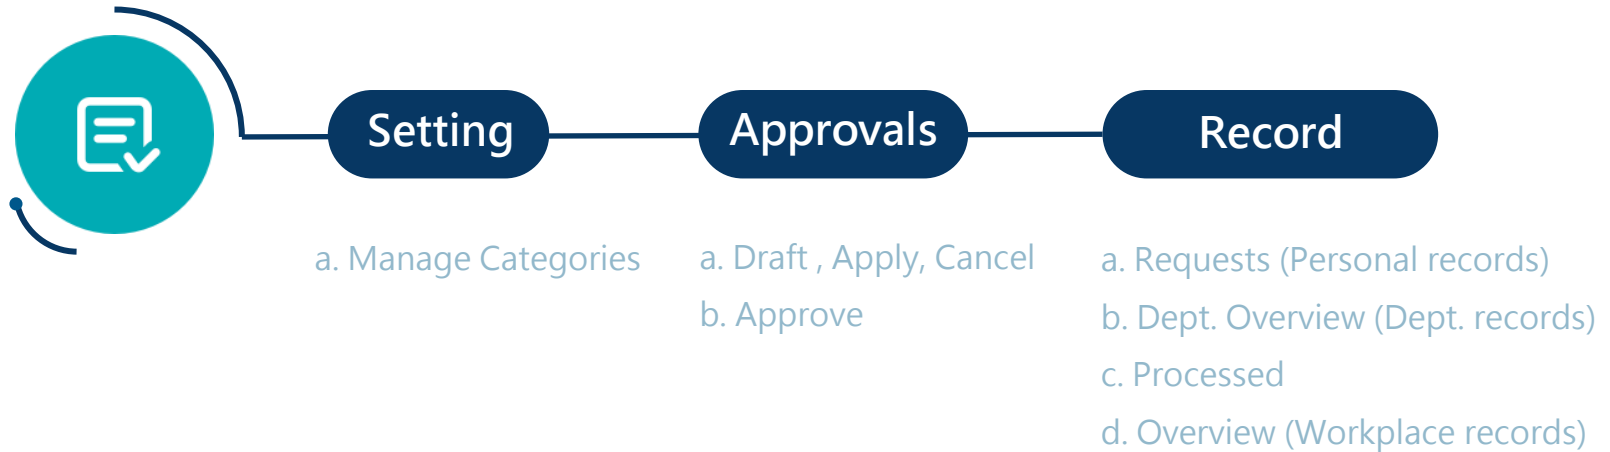 Setting
a. Manage Categories
Approvals
a. Draft , Apply, Cancel
b. Approve
Record
a. Requests (Personal records)
b. Dept. Overview (Dept. records)
c. Processed
d. Overview (Workplace records)